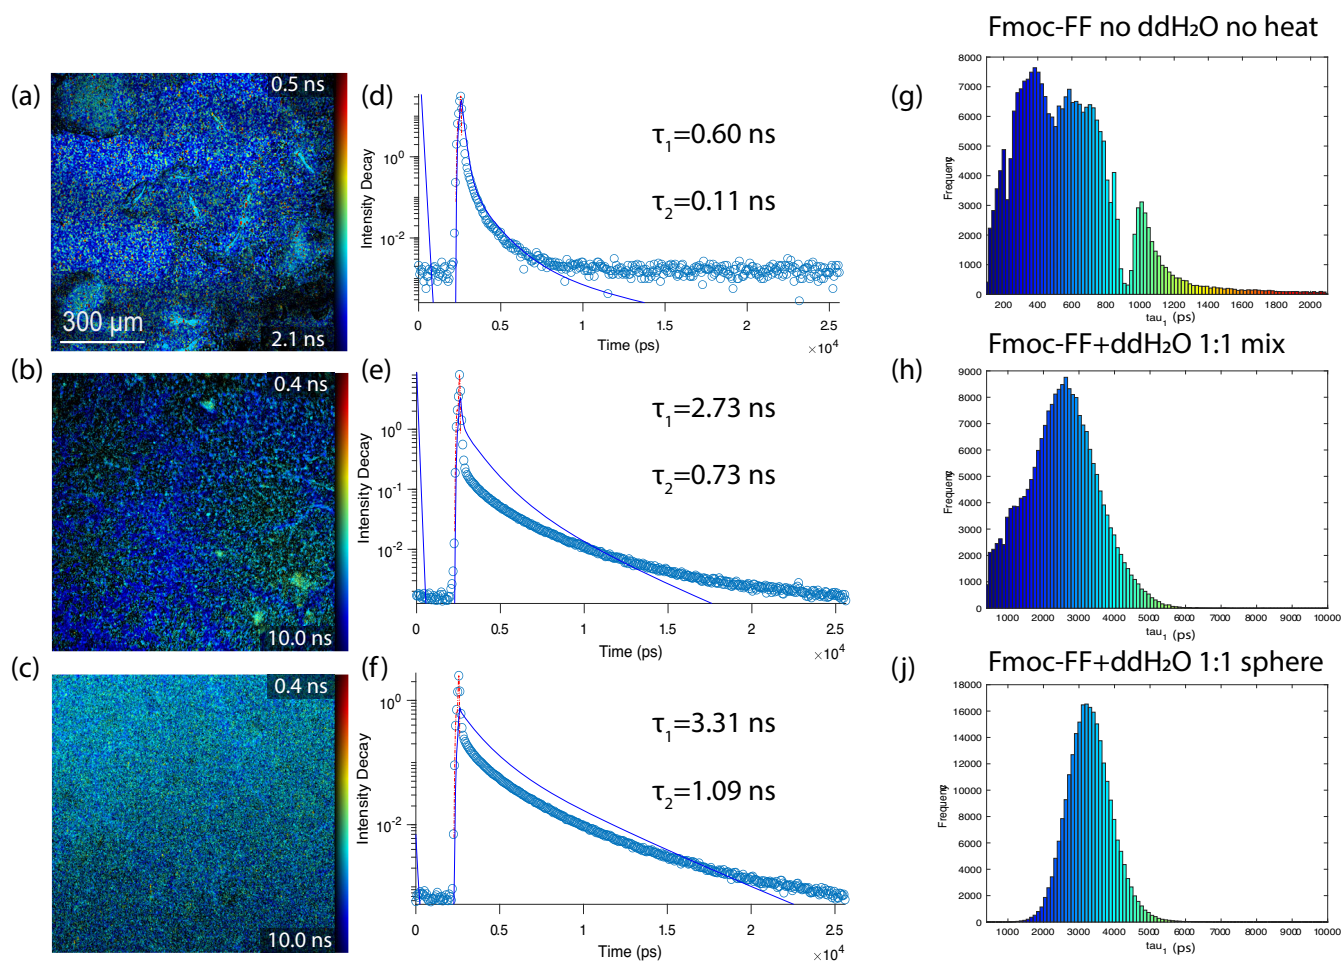 Fmoc-FF no ddH₂O no heat
(a)
0.5 ns
300 µm
2.1 ns
(d)
10⁰
10⁻²
Intensity Decay
τ₁=0.60 ns
τ₂=0.11 ns
0 0.5 1 1.5 2 2.5
Time (ps)
×10⁴
(g)
8000
7000
6000
5000
4000
3000
2000
1000
0
Frequency
200 400 600 800 1000 1200 1400 1600 1800 2000
tau₁ (ps)
Fmoc-FF+ddH₂O 1:1 mix
(b)
0.4 ns
10.0 ns
(e)
10⁰
10⁻¹
10⁻²
Intensity Decay
τ₁=2.73 ns
τ₂=0.73 ns
0 0.5 1 1.5 2 2.5
Time (ps)
×10⁴
(h)
9000
8000
7000
6000
5000
4000
3000
2000
1000
0
Frequency
1000 2000 3000 4000 5000 6000 7000 8000 9000 10000
tau₁ (ps)
Fmoc-FF+ddH₂O 1:1 sphere
(c)
0.4 ns
10.0 ns
(f)
10⁰
10⁻²
Intensity Decay
τ₁=3.31 ns
τ₂=1.09 ns
0 0.5 1 1.5 2 2.5
Time (ps)
×10⁴
(j)
18000
16000
14000
12000
10000
8000
6000
4000
2000
0
Frequency
1000 2000 3000 4000 5000 6000 7000 8000 9000 10000
tau₁ (ps)